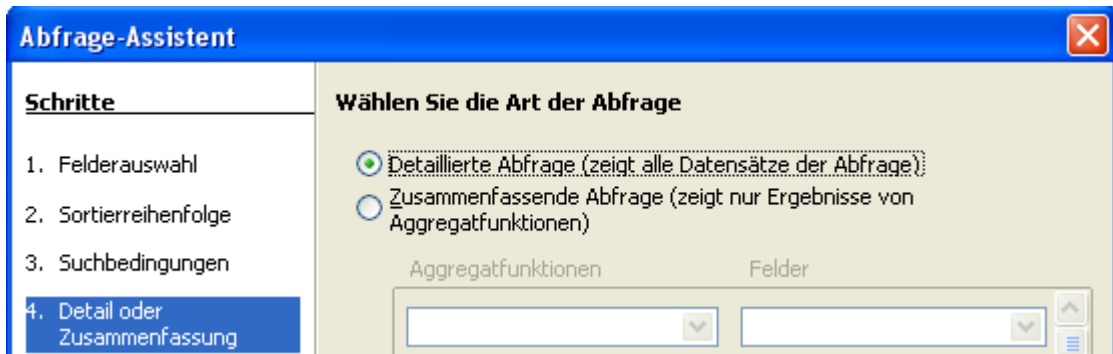 Abfrage-Assistent
Schritte
1. Felderauswahl
2. Sortierreihenfolge
3. Suchbedingungen
4. Detail oder
Zusammenfassung
Wählen Sie die Art der Abfrage
Detaillierte Abfrage (zeigt alle Datensätze der Abfrage)
Zusammenfassende Abfrage (zeigt nur Ergebnisse von
Aggregatfunktionen)
Aggregatfunktionen
Felder